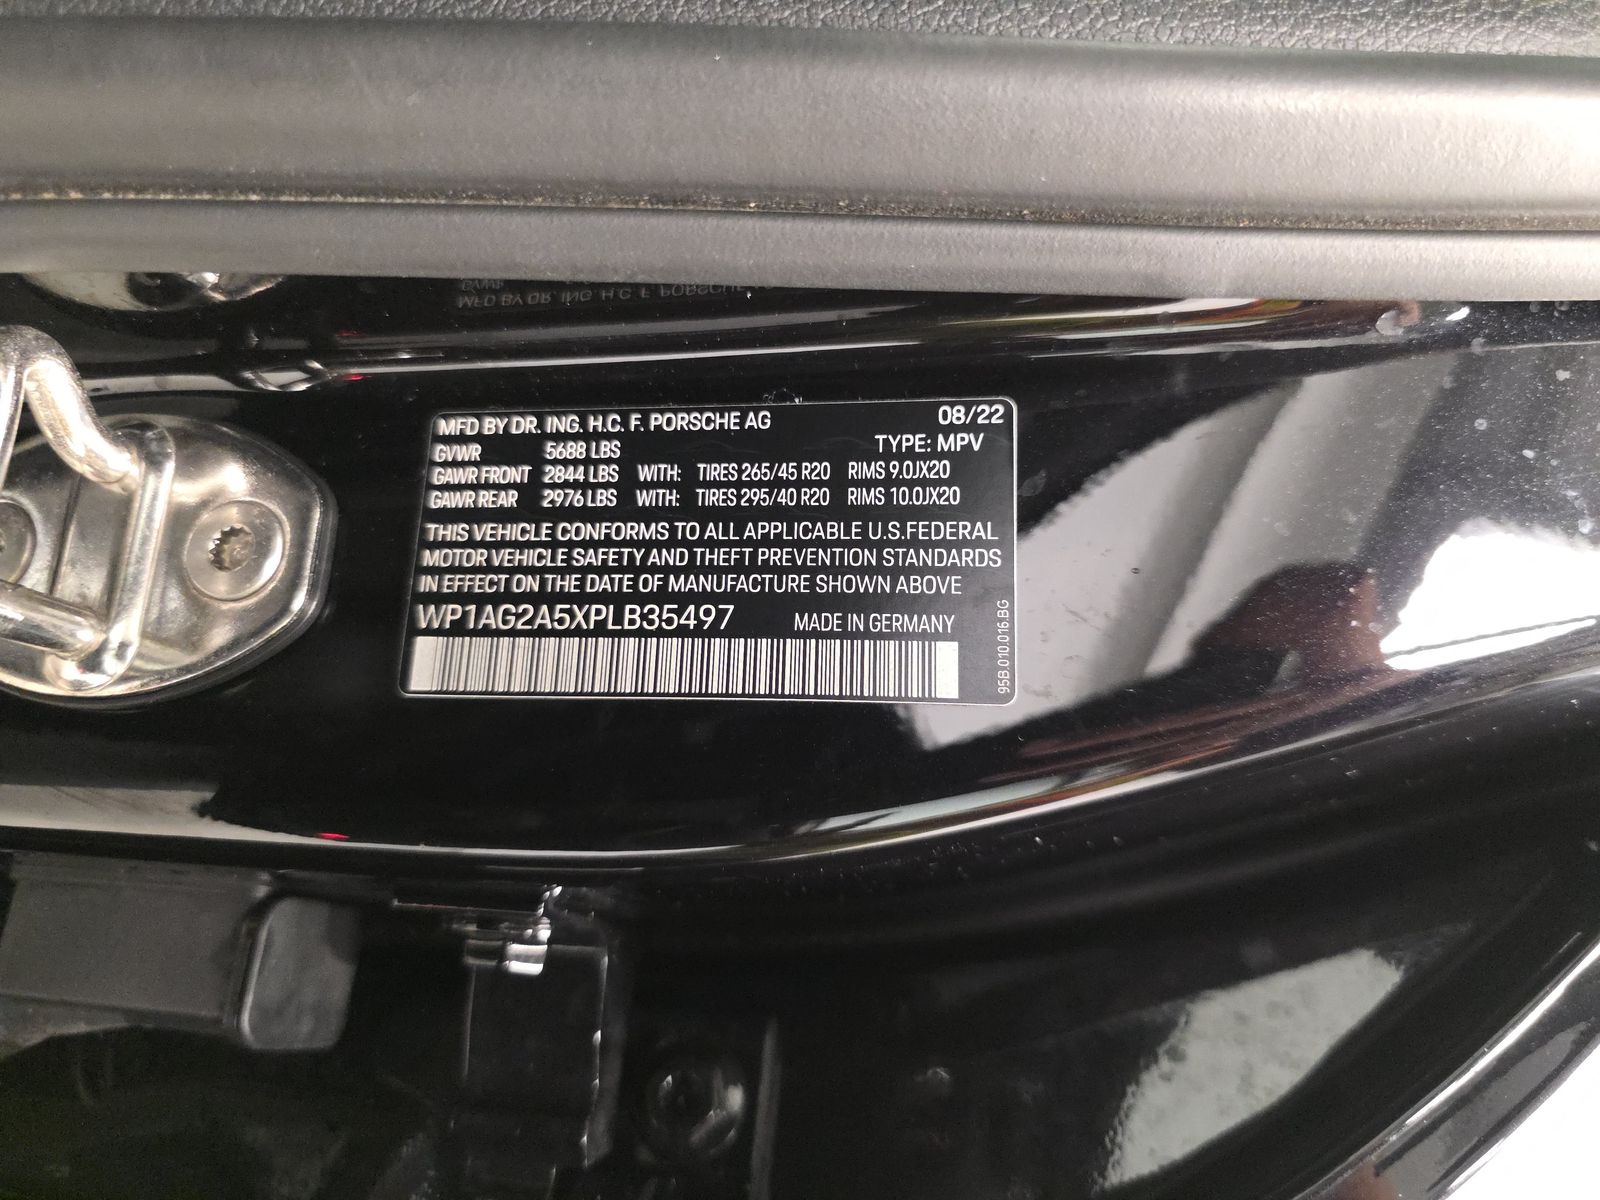 MFD BY DR. ING. H.C. F. PORSCHE AG 08/22
GVWR 5688 LBS TYPE: MPV
GAWR FRONT 2844 LBS WITH: TIRES 265/45 R20 RIMS 9.0JX20
GAWR REAR 2976 LBS WITH: TIRES 295/40 R20 RIMS 10.0JX20
THIS VEHICLE CONFORMS TO ALL APPLICABLE U.S.FEDERAL
MOTOR VEHICLE SAFETY AND THEFT PREVENTION STANDARDS
IN EFFECT ON THE DATE OF MANUFACTURE SHOWN ABOVE
WP1AG2A5XPLB35497 MADE IN GERMANY
95B.010.016.BG